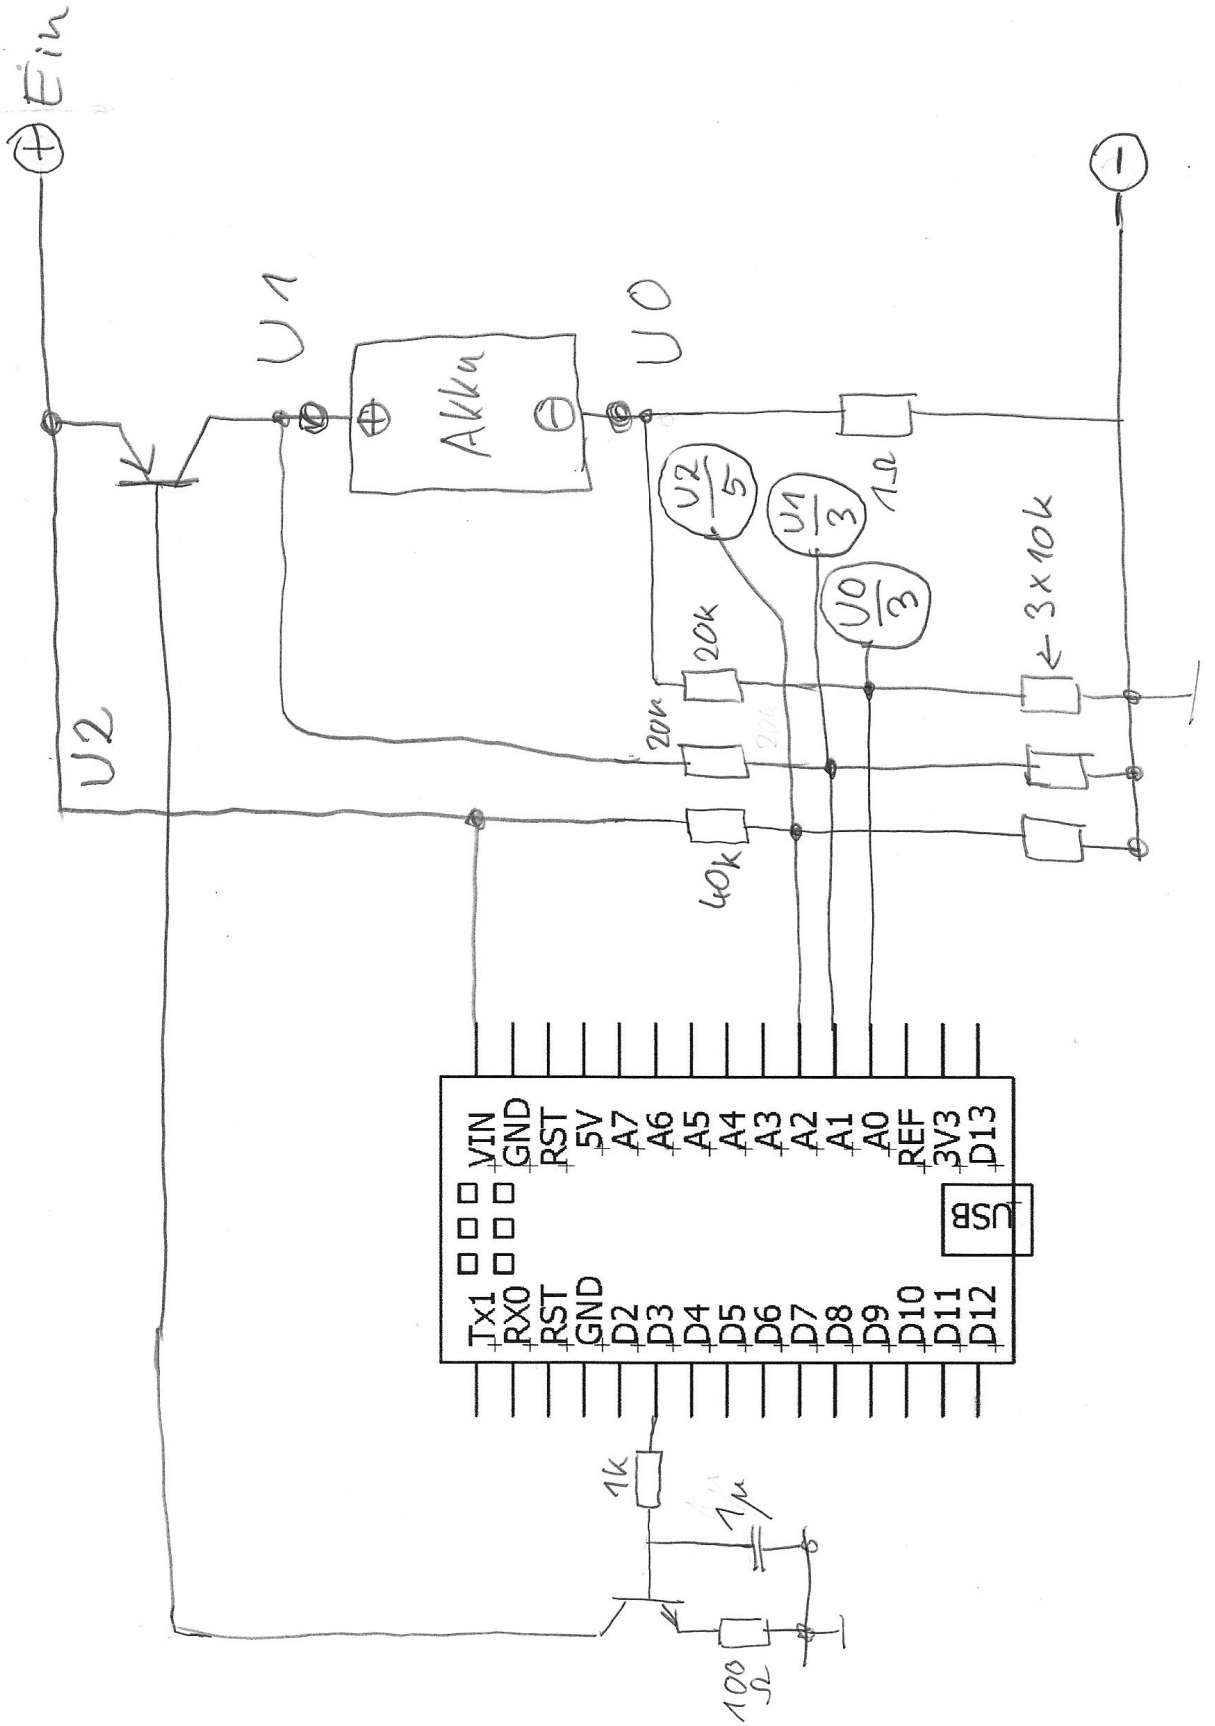 Ein
+
-
U1
U0
Akku
+
-
1Ω
U2/5
U1/3
U0/3
← 3x10k
20k
20k
20k
U2
40k
VIN
GND
RST
5V
A7
A6
A5
A4
A3
A2
A1
A0
REF
3V3
D13
USB
Tx1
RX0
RST
GND
D2
D3
D4
D5
D6
D7
D8
D9
D10
D11
D12
1k
1µ
100
Ω